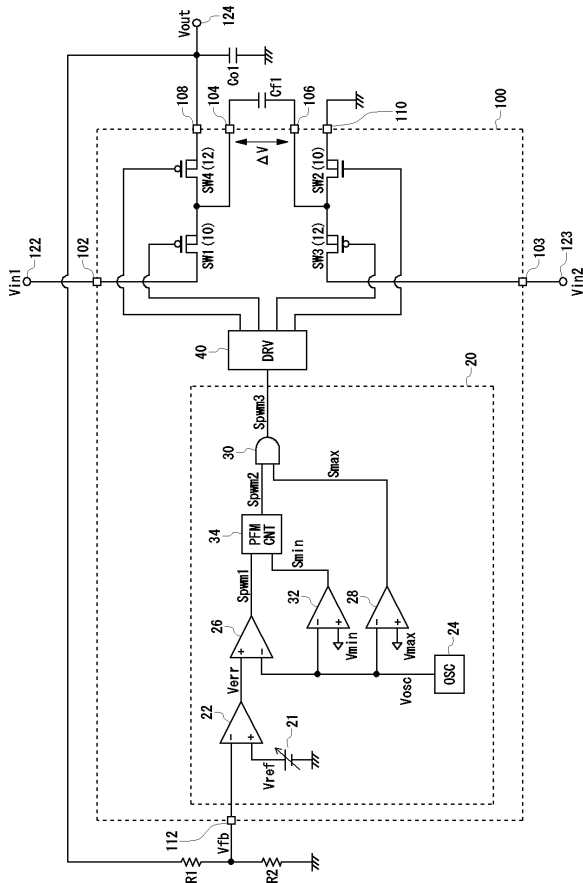 Vout
124
Co1
108
104
Cf1
106
110
100
ΔV
SW4(12)
SW2(10)
SW1(10)
SW3(12)
Vin1
122
102
103
123
Vin2
40
DRV
20
Spwm3
30
Spwm2
Smax
34
PFM
CNT
Smin
Spwm1
26
32
28
Vmin
Vmax
24
OSC
Vosc
Verr
22
21
Vref
112
Vfb
R1
R2
+
-
-
+
-
+
-
+